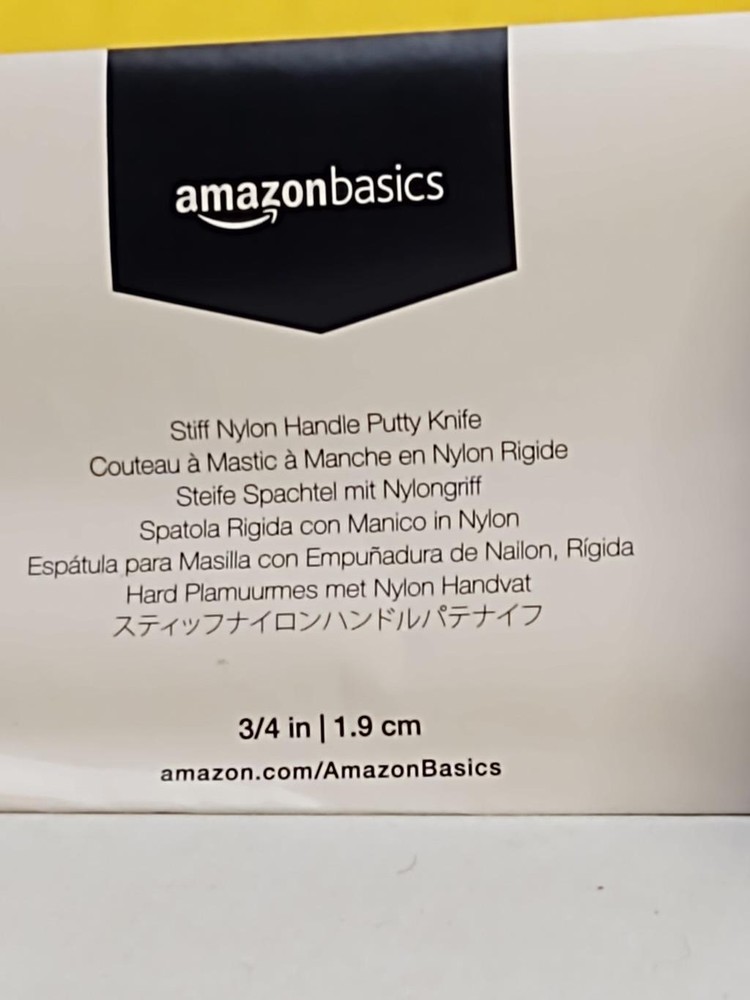 amazonbasics
Stiff Nylon Handle Putty Knife
Couteau à Mastic à Manche en Nylon Rigide
Steife Spachtel mit Nylongriff
Spatola Rigida con Manico in Nylon
Espátula para Masilla con Empuñadura de Nailon, Rígida
Hard Plamuurmes met Nylon Handvat
スティッフナイロンハンドルパテナイフ
3/4 in | 1.9 cm
amazon.com/AmazonBasics